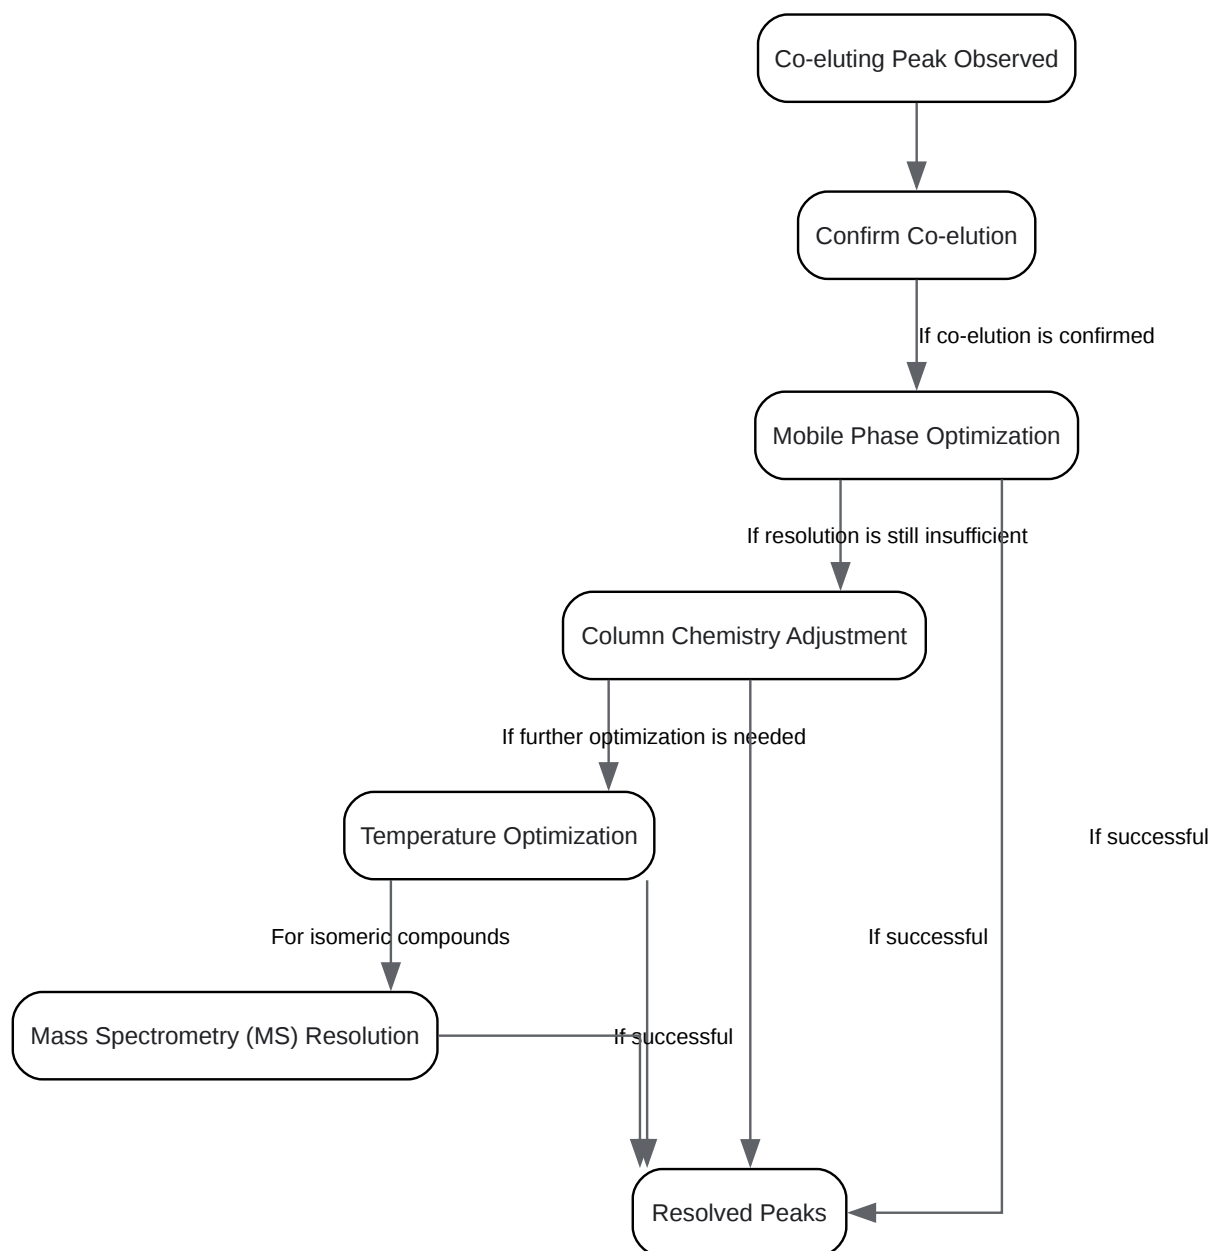 Co-eluting Peak Observed
Confirm Co-elution
If co-elution is confirmed
Mobile Phase Optimization
If resolution is still insufficient
Column Chemistry Adjustment
If further optimization is needed
Temperature Optimization
If successful
For isomeric compounds
If successful
Mass Spectrometry (MS) Resolution
If successful
Resolved Peaks